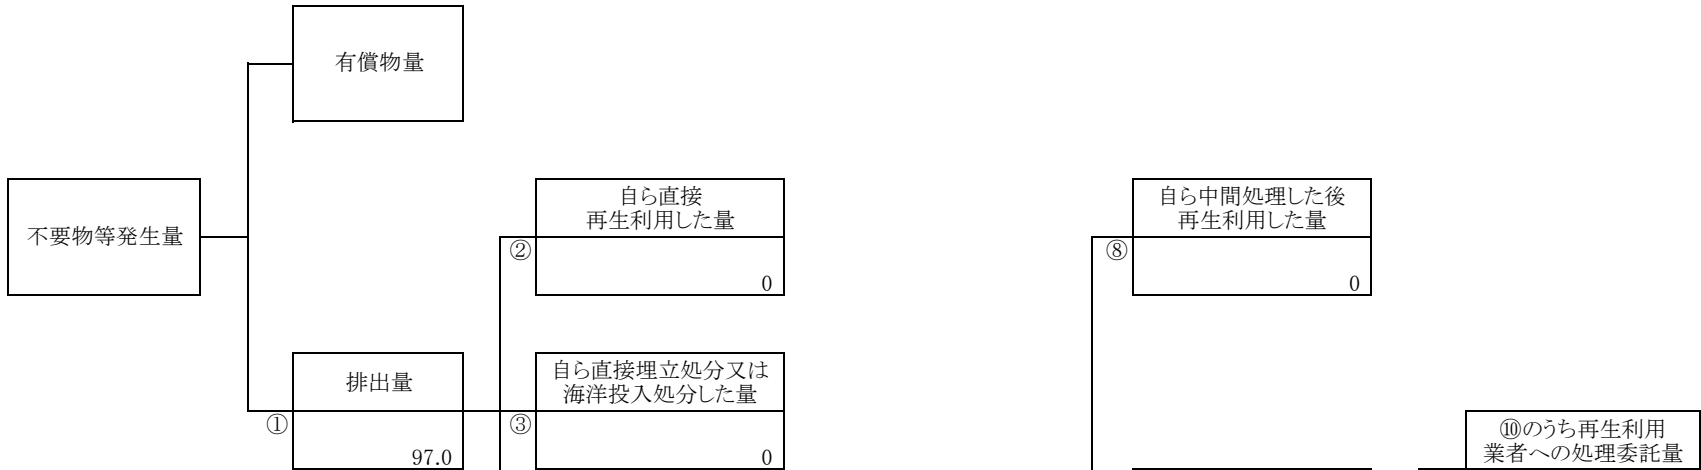 有償物量
不要物等発生量
自ら直接
再生利用した量
②
0
自ら中間処理した後
再生利用した量
⑧
0
排出量
①
97.0
自ら直接埋立処分又は
海洋投入処分した量
③
0
⑩のうち再生利用
業者への処理委託量